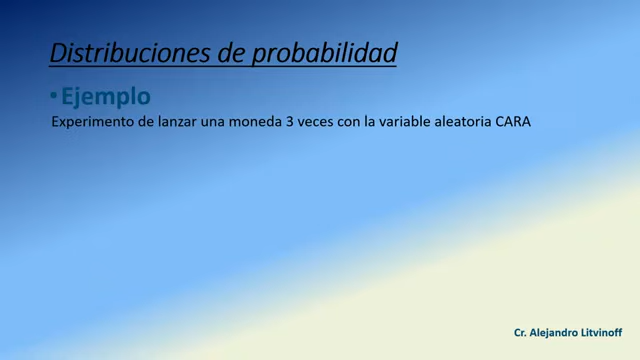 Distribuciones de probabilidad
•Ejemplo
Experimento de lanzar una moneda 3 veces con la variable aleatoria CARA
Cr. Alejandro Litvinoff